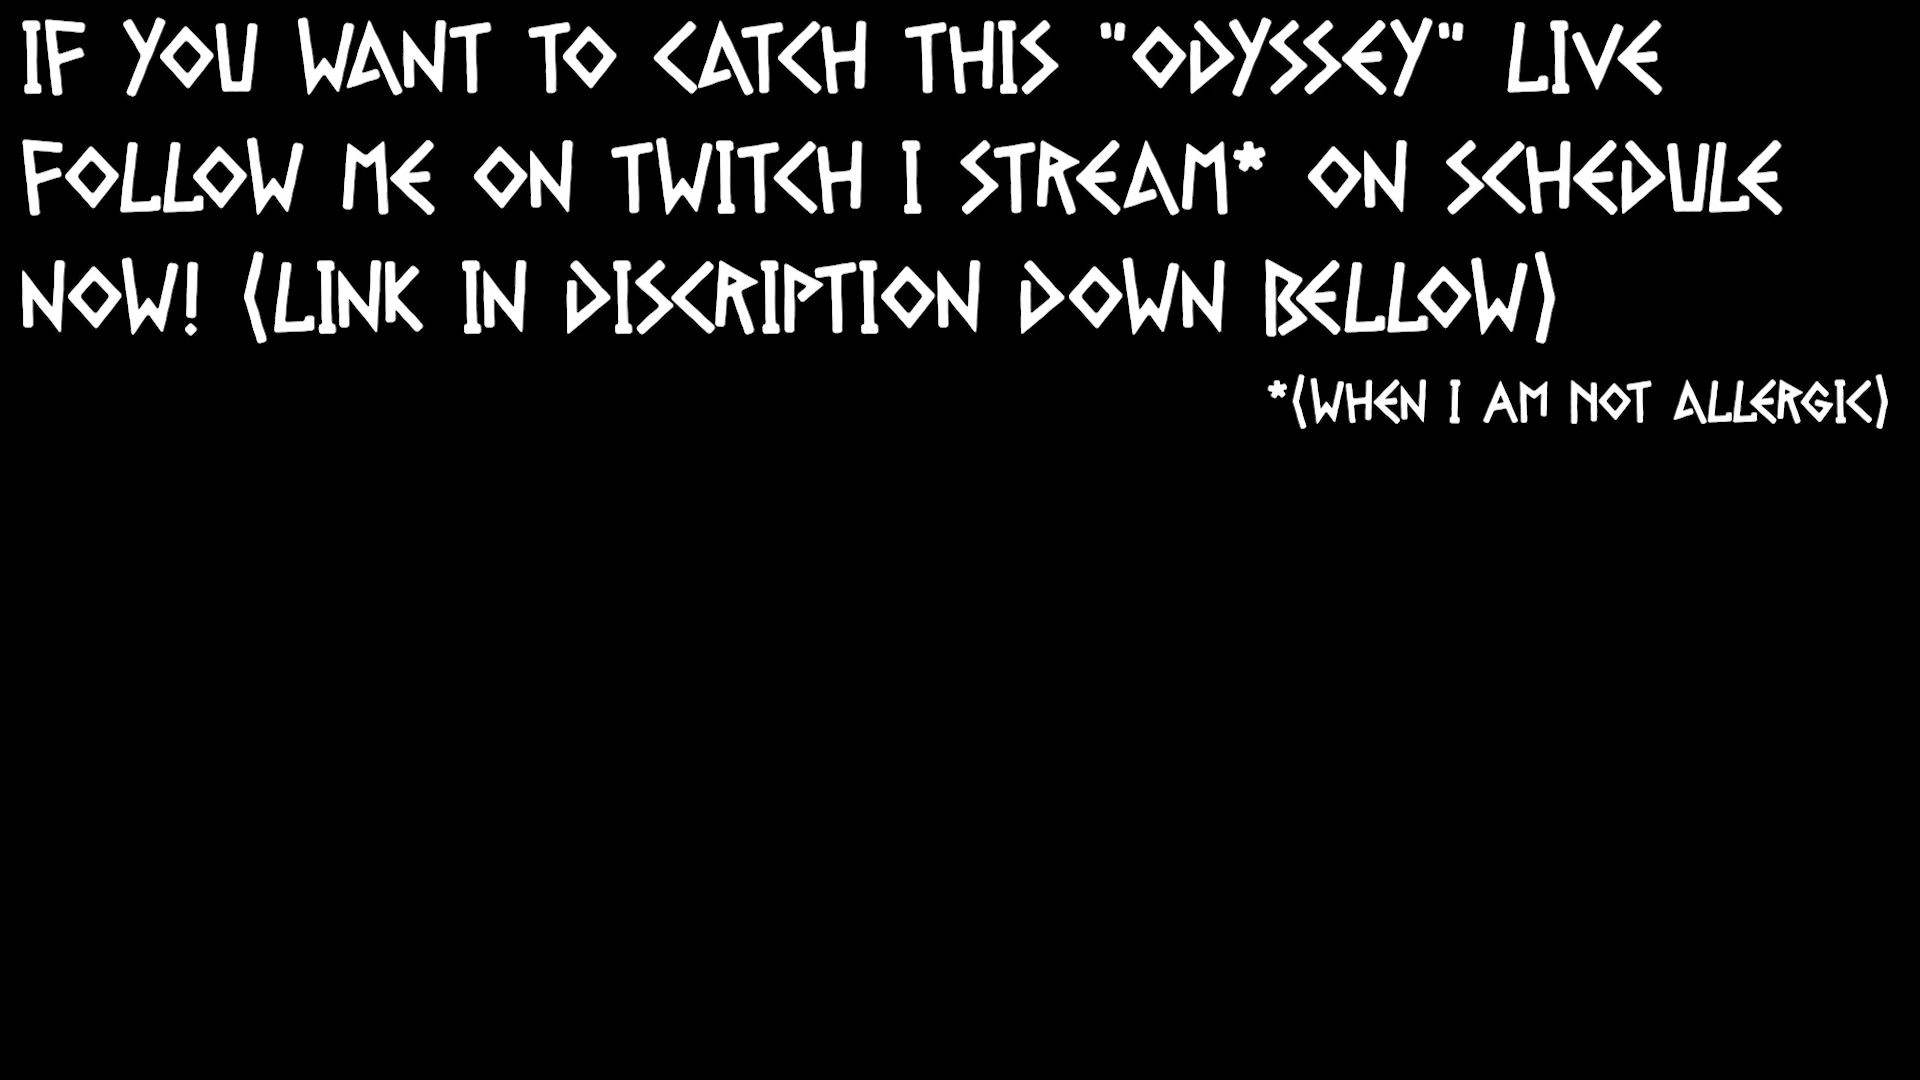 IF YOU WANT TO CATCH THIS "ODYSSEY" LIVE
FOLLOW ME ON TWITCH I STREAM* ON SCHEDULE
NOW! (LINK IN DISCRIPTION DOWN BELLOW)
*(WHEN I AM NOT ALLERGIC)